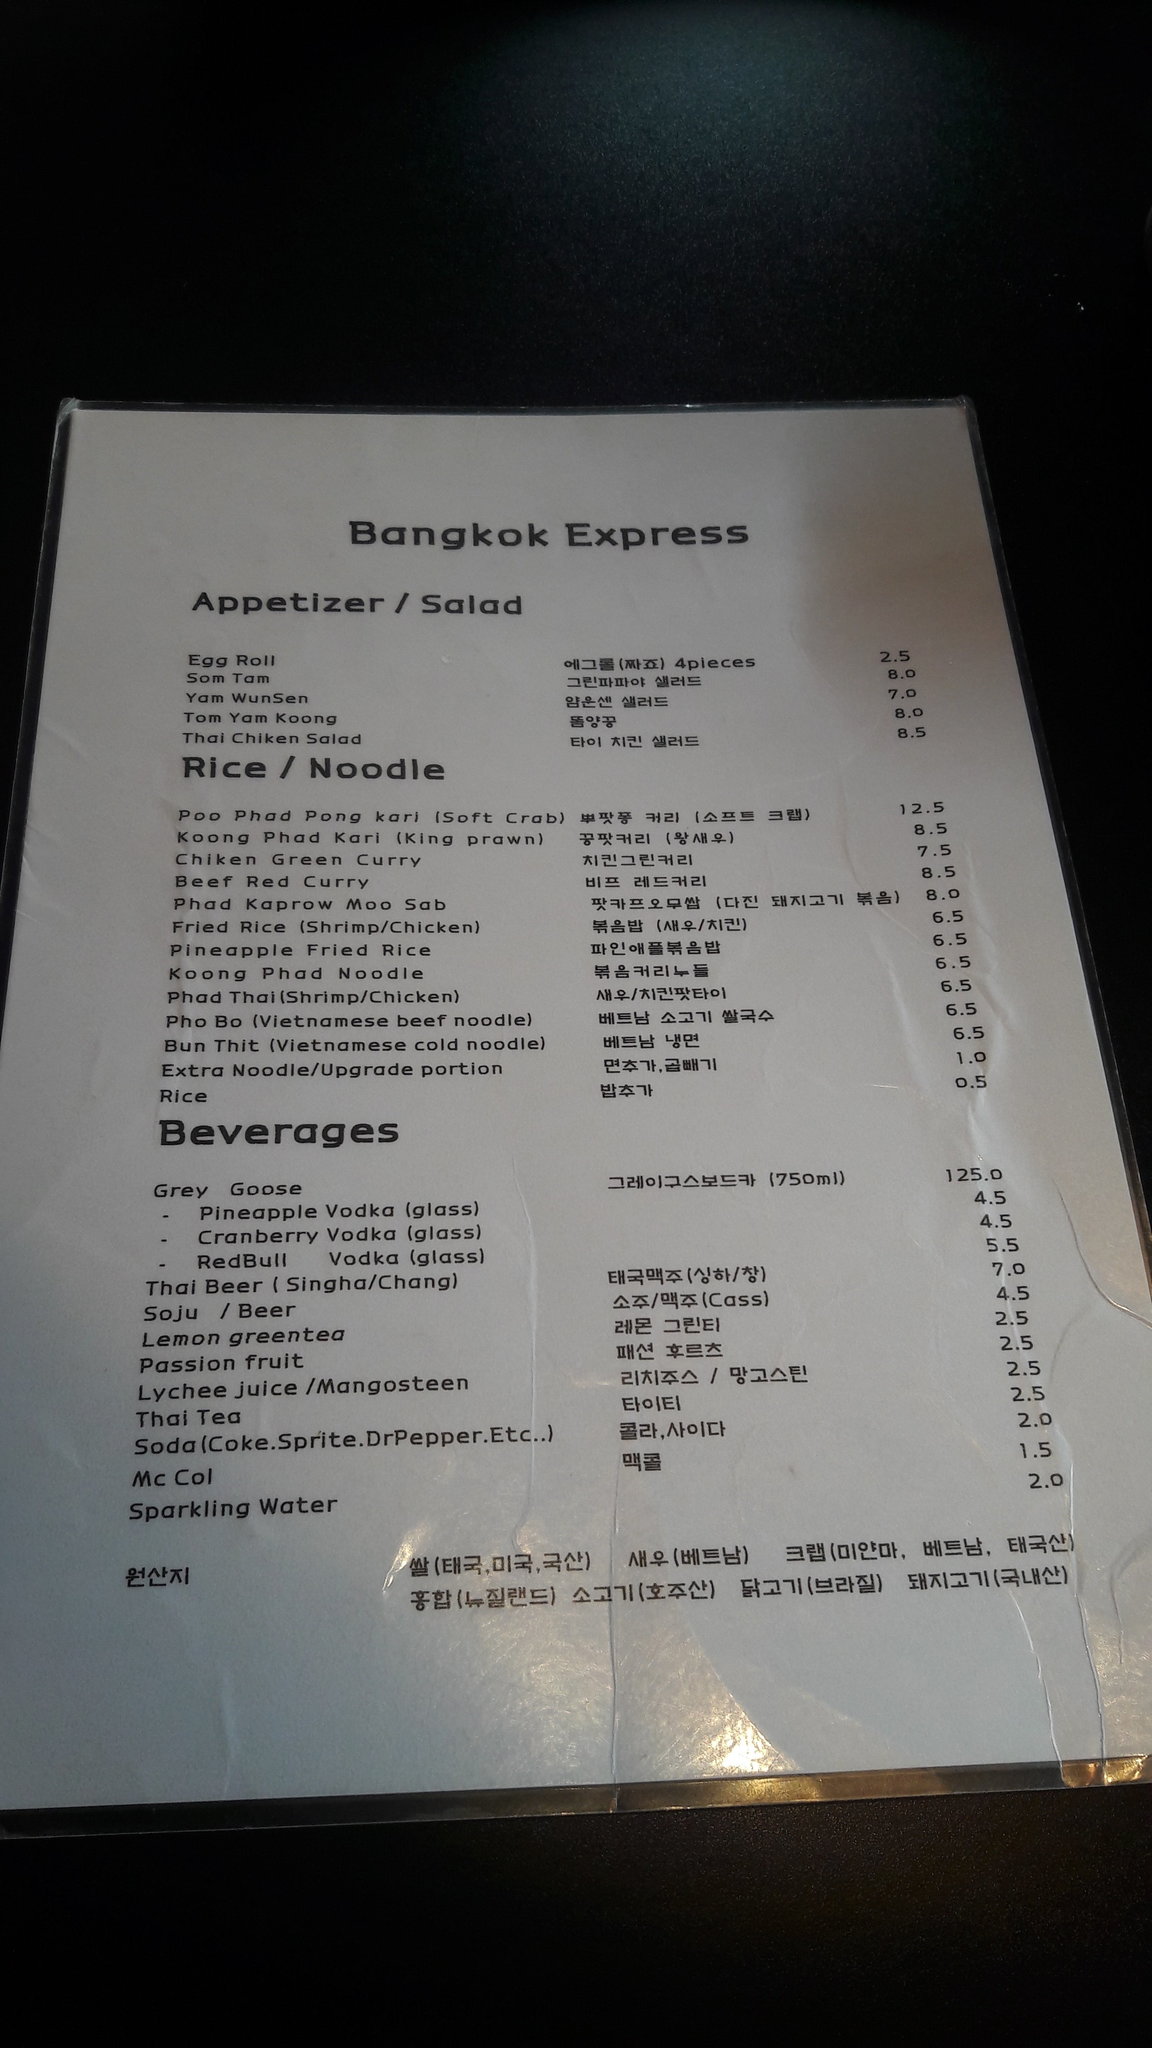 Bangkok Express
Appetizer / Salad
Egg Roll 에그롤(짜죠) 4pieces 2.5
Som Tam 그린파파야 샐러드 8.0
Yam WunSen 얌운센 샐러드 7.0
Tom Yam Koong 똠양꿍 8.0
Thai Chiken Salad 타이 치킨 샐러드 8.5
Rice / Noodle
Poo Phad Pong kari (Soft Crab) 뿌팟퐁 커리 (소프트 크랩) 12.5
Koong Phad Kari (King prawn) 꿍팟커리 (왕새우) 8.5
Chiken Green Curry 치킨그린커리 7.5
Beef Red Curry 비프 레드커리 8.5
Phad Kaprow Moo Sab 팟카프오무쌉 (다진 돼지고기 볶음) 8.0
Fried Rice (Shrimp/Chicken) 볶음밥 (새우/치킨) 6.5
Pineapple Fried Rice 파인애플볶음밥 6.5
Koong Phad Noodle 볶음커리누들 6.5
Phad Thai(Shrimp/Chicken) 새우/치킨팟타이 6.5
Pho Bo (Vietnamese beef noodle) 베트남 소고기 쌀국수 6.5
Bun Thit (Vietnamese cold noodle) 베트남 냉면 6.5
Extra Noodle/Upgrade portion 면추가,곱빼기 1.0
Rice 밥추가 0.5
Beverages
Grey Goose 그레이구스보드카 (750ml) 125.0
- Pineapple Vodka (glass) 4.5
- Cranberry Vodka (glass) 4.5
- RedBull Vodka (glass) 5.5
Thai Beer ( Singha/Chang) 태국맥주(싱하/창) 7.0
Soju / Beer 소주/맥주(Cass) 4.5
Lemon greentea 레몬 그린티 2.5
Passion fruit 패션 후르츠 2.5
Lychee juice /Mangosteen 리치주스 / 망고스틴 2.5
Thai Tea 타이티 2.5
Soda(Coke.Sprite.DrPepper.Etc..) 콜라,사이다 2.0
Mc Col 맥콜 1.5
Sparkling Water 2.0
원산지 쌀(태국,미국,국산) 새우(베트남) 크랩(미얀마, 베트남, 태국산)
홍합(뉴질랜드) 소고기(호주산) 닭고기(브라질) 돼지고기(국내산)